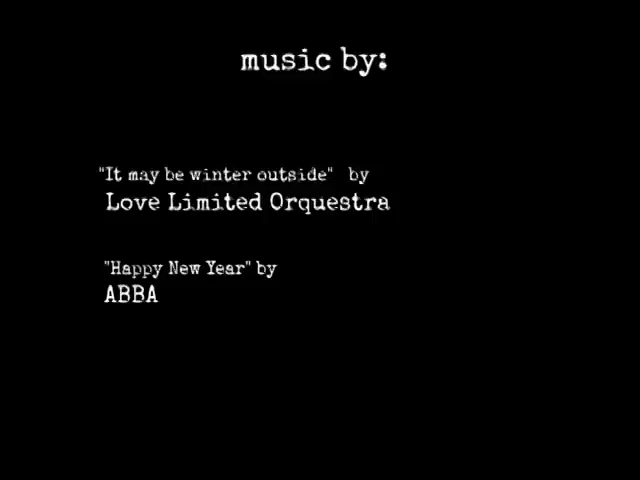 music by:
"It may be winter outside" by
Love Limited Orquestra
"Happy New Year" by
ABBA